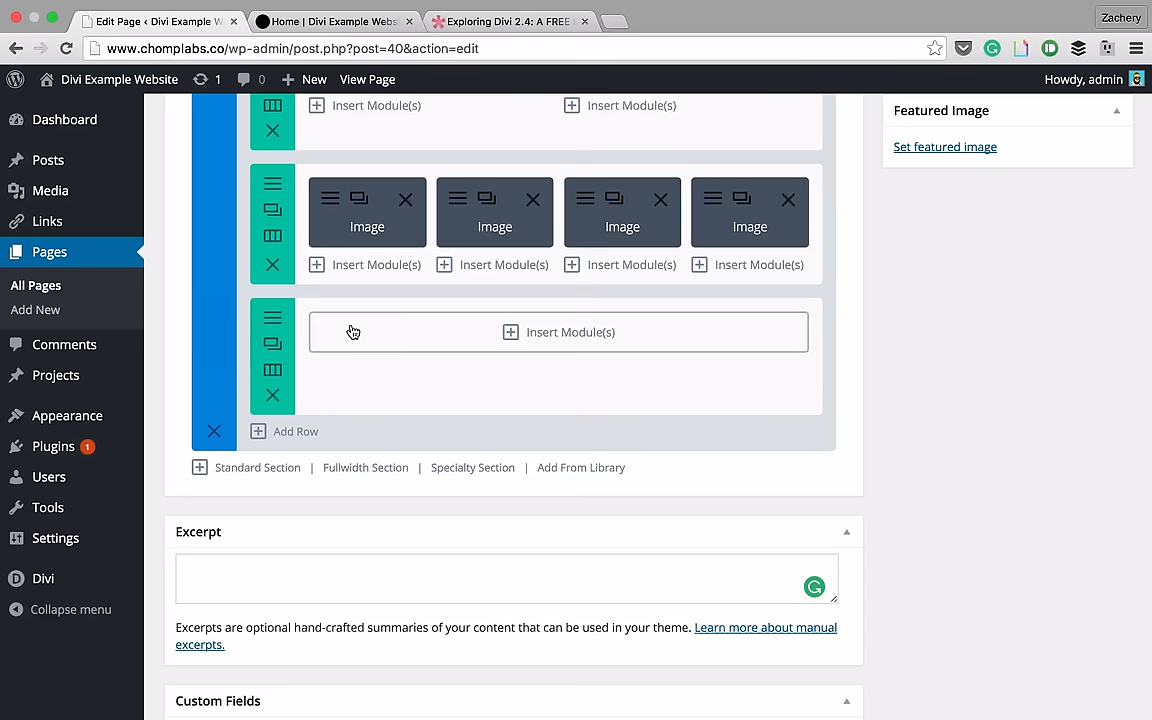 Edit Page ‹ Divi Example W
Home | Divi Example Websi
Exploring Divi 2.4: A FREE
Zachery
www.chomplabs.co/wp-admin/post.php?post=40&action=edit
Divi Example Website
1
0
New
View Page
Howdy, admin
Dashboard
Posts
Media
Links
Pages
All Pages
Add New
Comments
Projects
Appearance
Plugins 1
Users
Tools
Settings
Divi
Collapse menu
Insert Module(s)
Insert Module(s)
Image
Image
Image
Image
Insert Module(s)
Insert Module(s)
Insert Module(s)
Insert Module(s)
Insert Module(s)
Add Row
Standard Section | Fullwidth Section | Specialty Section | Add From Library
Excerpt
Excerpts are optional hand-crafted summaries of your content that can be used in your theme. Learn more about manual
excerpts.
Custom Fields
Featured Image
Set featured image